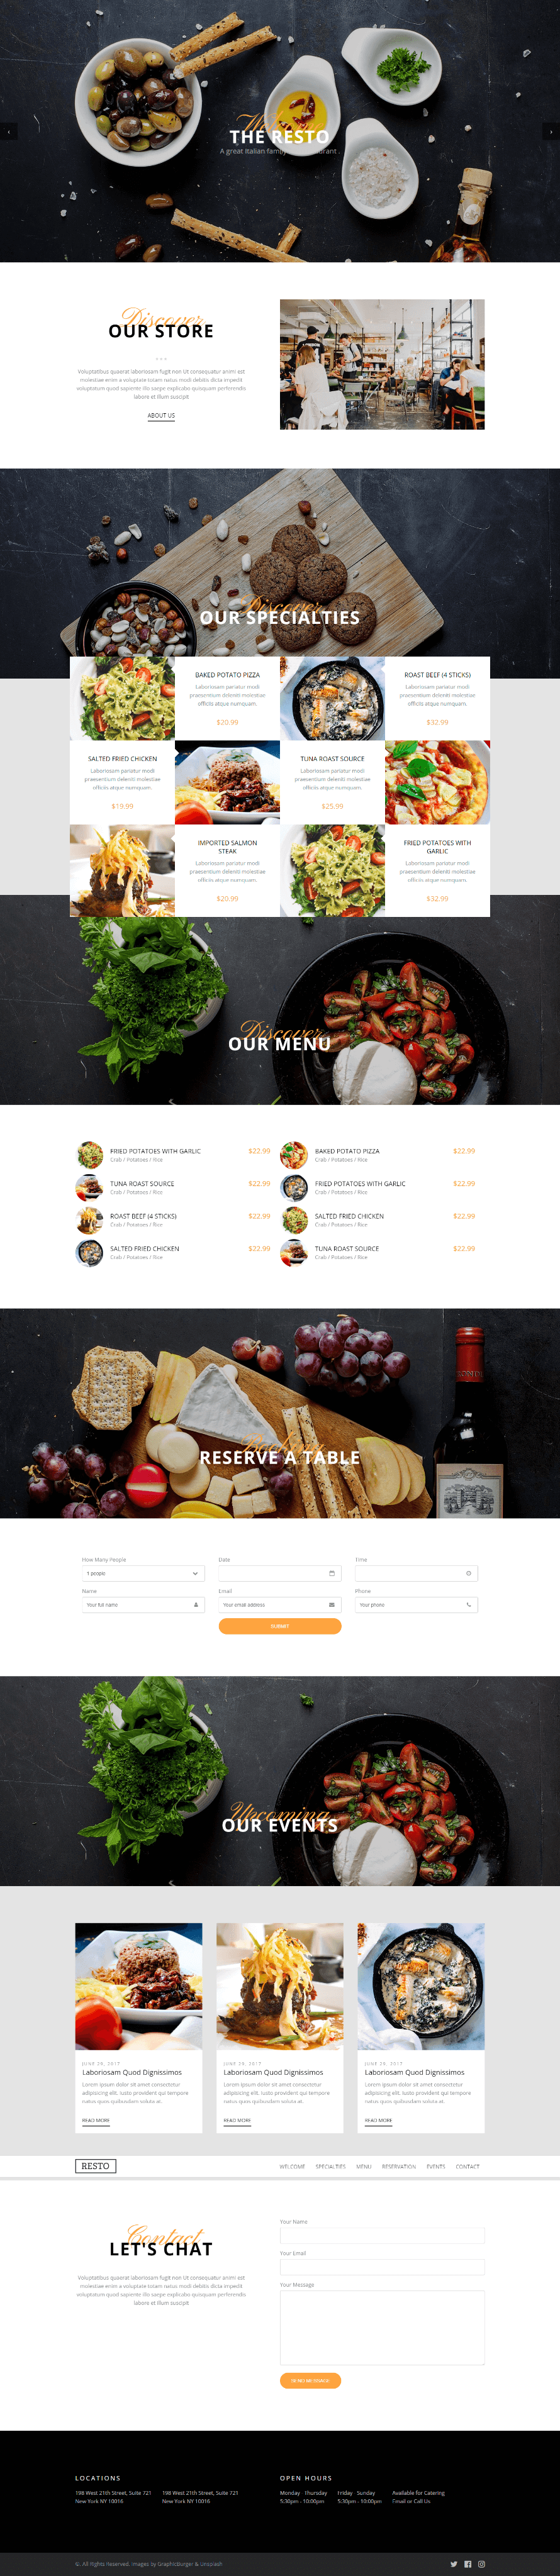 Welcome
THE RESTO
A great Italian family restaurant
Discover
OUR STORE
Voluptatibus quaerat laboriosam fugit non Ut consequatur animi est
molestiae enim a voluptate totam natus modi debitis dicta impedit
voluptatum quod sapiente illo saepe explicabo quisquam perferendis
labore et illum suscipit
ABOUT US
Discover
OUR SPECIALTIES
BAKED POTATO PIZZA
Laboriosam pariatur modi
praesentium deleniti molestiae
officiis atque numquam.
$20.99
ROAST BEEF (4 STICKS)
Laboriosam pariatur modi
praesentium deleniti molestiae
officiis atque numquam.
$32.99
SALTED FRIED CHICKEN
Laboriosam pariatur modi
praesentium deleniti molestiae
officiis atque numquam.
$19.99
TUNA ROAST SOURCE
Laboriosam pariatur modi
praesentium deleniti molestiae
officiis atque numquam.
$25.99
IMPORTED SALMON
STEAK
Laboriosam pariatur modi
praesentium deleniti molestiae
officiis atque numquam.
$20.99
FRIED POTATOES WITH
GARLIC
Laboriosam pariatur modi
praesentium deleniti molestiae
officiis atque numquam.
$32.99
Discover
OUR MENU
FRIED POTATOES WITH GARLIC $22.99
Crab / Potatoes / Rice
TUNA ROAST SOURCE $22.99
Crab / Potatoes / Rice
ROAST BEEF (4 STICKS) $22.99
Crab / Potatoes / Rice
SALTED FRIED CHICKEN $22.99
Crab / Potatoes / Rice
BAKED POTATO PIZZA $22.99
Crab / Potatoes / Rice
FRIED POTATOES WITH GARLIC $22.99
Crab / Potatoes / Rice
SALTED FRIED CHICKEN $22.99
Crab / Potatoes / Rice
TUNA ROAST SOURCE $22.99
Crab / Potatoes / Rice
Booking
RESERVE A TABLE
How Many People Date Time
1 people
Name Email Phone
Your full name Your email address Your phone
SUBMIT
Upcoming
OUR EVENTS
JUNE 29, 2017
Laboriosam Quod Dignissimos
Lorem ipsum dolor sit amet consectetur
adipisicing elit. Iusto provident qui tempore
natus quos quibusdam soluta at.
READ MORE
JUNE 29, 2017
Laboriosam Quod Dignissimos
Lorem ipsum dolor sit amet consectetur
adipisicing elit. Iusto provident qui tempore
natus quos quibusdam soluta at.
READ MORE
JUNE 29, 2017
Laboriosam Quod Dignissimos
Lorem ipsum dolor sit amet consectetur
adipisicing elit. Iusto provident qui tempore
natus quos quibusdam soluta at.
READ MORE
RESTO WELCOME SPECIALTIES MENU RESERVATION EVENTS CONTACT
Contact
LET'S CHAT
Voluptatibus quaerat laboriosam fugit non Ut consequatur animi est
molestiae enim a voluptate totam natus modi debitis dicta impedit
voluptatum quod sapiente illo saepe explicabo quisquam perferendis
labore et illum suscipit
Your Name
Your Email
Your Message
SEND MESSAGE
LOCATIONS
198 West 21th Street, Suite 721
New York NY 10016
198 West 21th Street, Suite 721
New York NY 10016
OPEN HOURS
Monday - Thursday
5:30pm - 10:00pm
Friday - Sunday
5:30pm - 10:00pm
Available for Catering
Email or Call Us
©. All Rights Reserved. Images by GraphicBurger & Unsplash